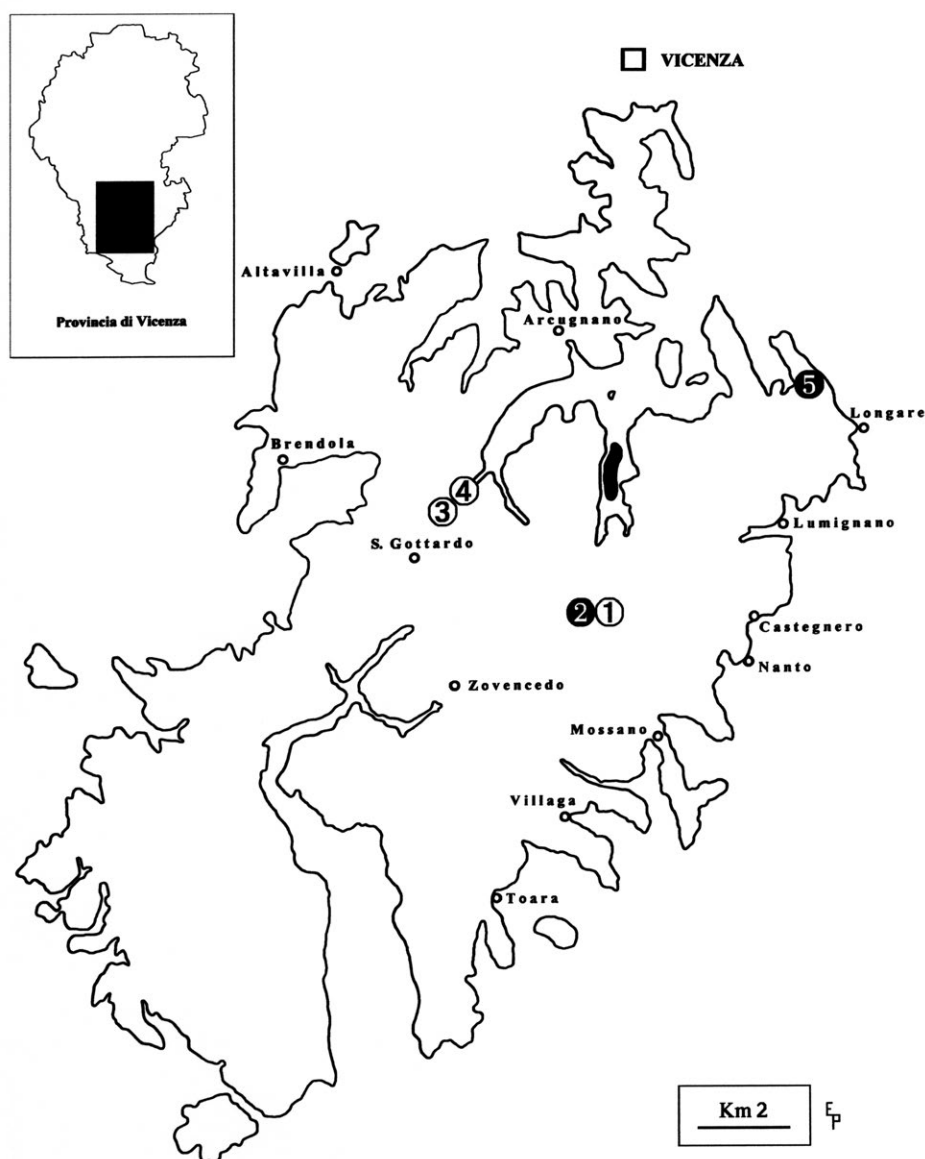 VICENZA
Provincia di Vicenza
Altavilla
Arcugnano
5
Longare
Brendola
4
3
Lumignano
S. Gottardo
2 1
Castegnero
Nanto
Zovencedo
Mossano
Villaga
Toara
Km 2
EP